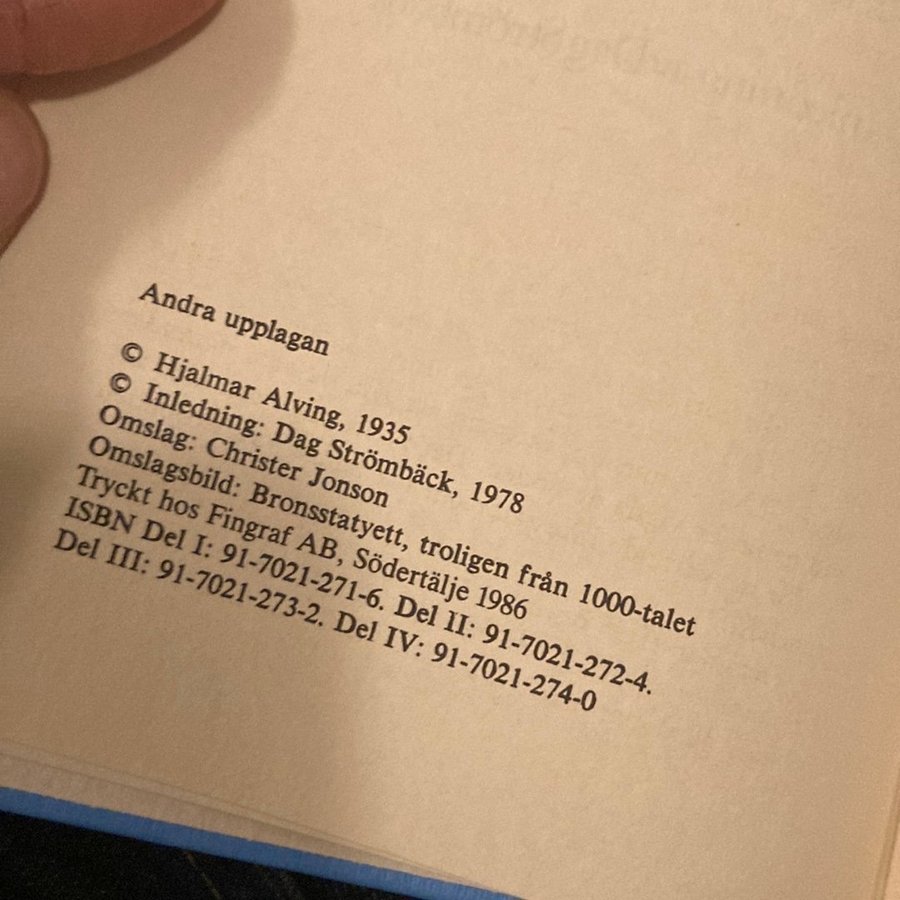 Andra upplagan
© Hjalmar Alving, 1935
© Inledning: Dag Strömbäck, 1978
Omslag: Christer Jonson
Omslagsbild: Bronsstatyett, troligen från 1000-talet
Tryckt hos Fingraf AB, Södertälje 1986
ISBN Del I: 91-7021-271-6. Del II: 91-7021-272-4.
Del III: 91-7021-273-2. Del IV: 91-7021-274-0